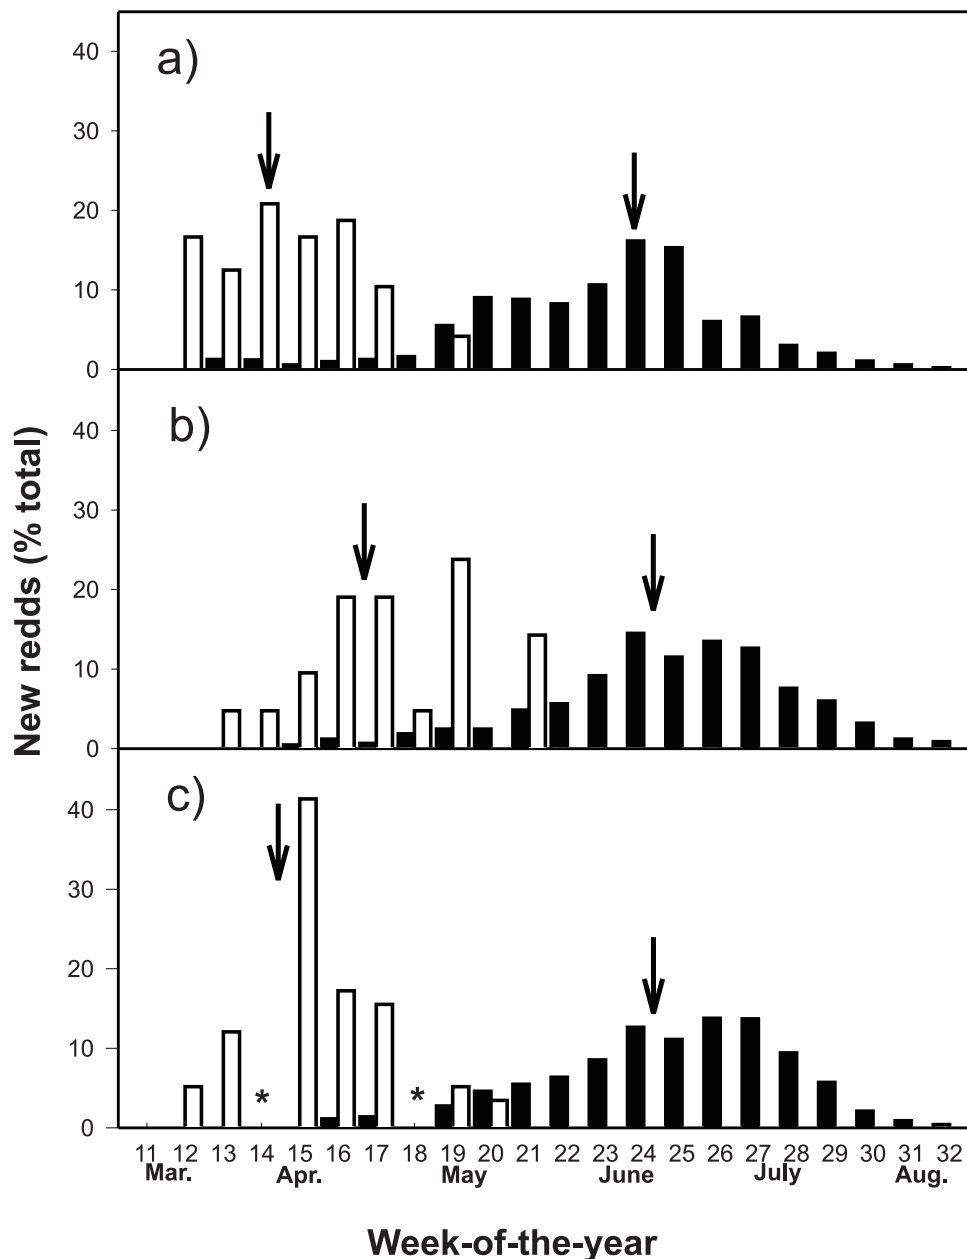 a)
40
30
20
10
0
b)
40
30
20
10
0
New redds (% total)
c)
40
30
20
10
0
* *
11 12 13 14 15 16 17 18 19 20 21 22 23 24 25 26 27 28 29 30 31 32
Mar. Apr. May June July Aug.
Week-of-the-year